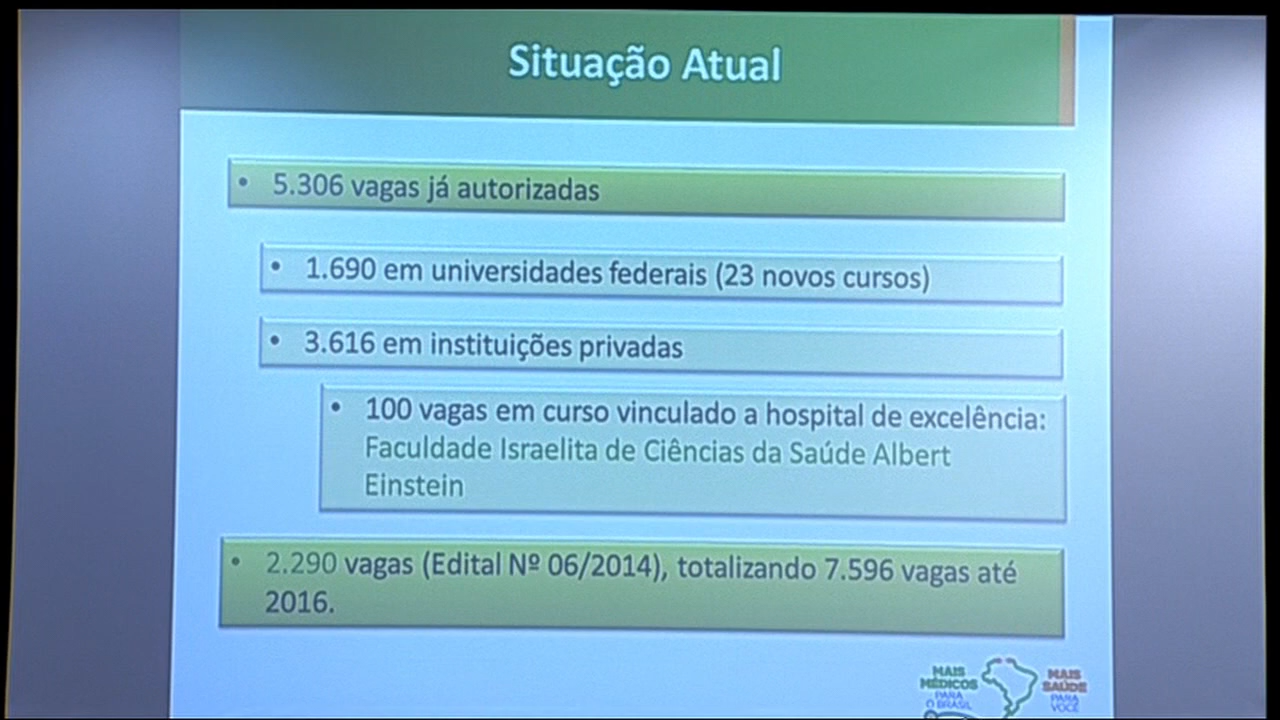 Situação Atual
• 5.306 vagas já autorizadas
• 1.690 em universidades federais (23 novos cursos)
• 3.616 em instituições privadas
• 100 vagas em curso vinculado a hospital de excelência:
Faculdade Israelita de Ciências da Saúde Albert
Einstein
• 2.290 vagas (Edital Nº 06/2014), totalizando 7.596 vagas até
2016.
MAIS
MÉDICOS
PARA
O BRASIL
MAIS
SAÚDE
PARA
VOCÊ